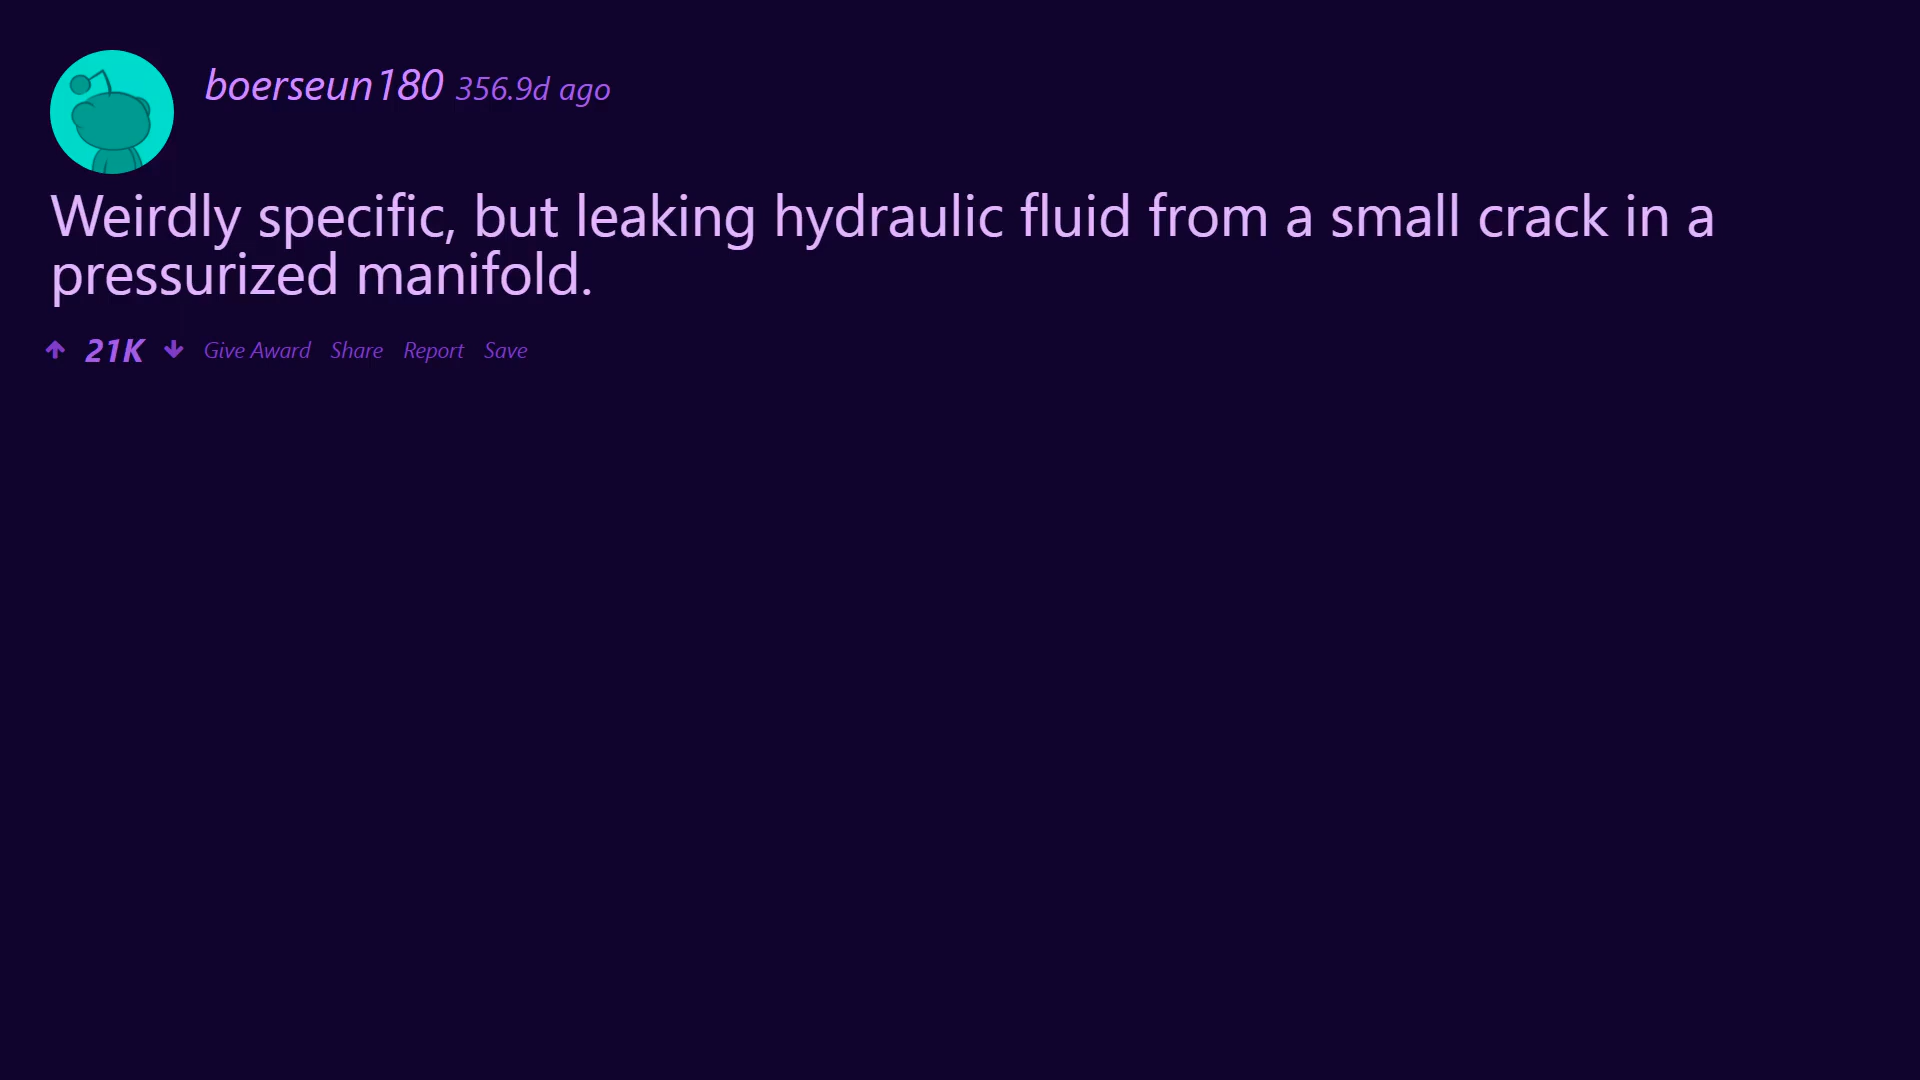 boerseun180 356.9d ago
Weirdly specific, but leaking hydraulic fluid from a small crack in a
pressurized manifold.
21K Give Award Share Report Save